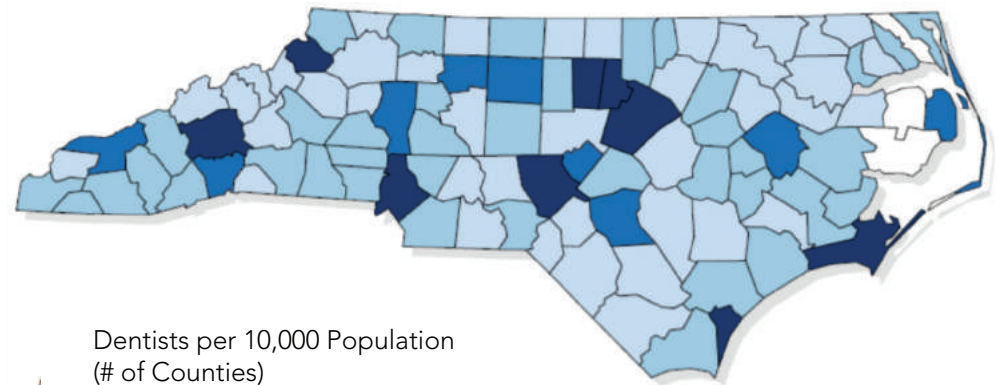 Dentists per 10,000 Population
(# of Counties)